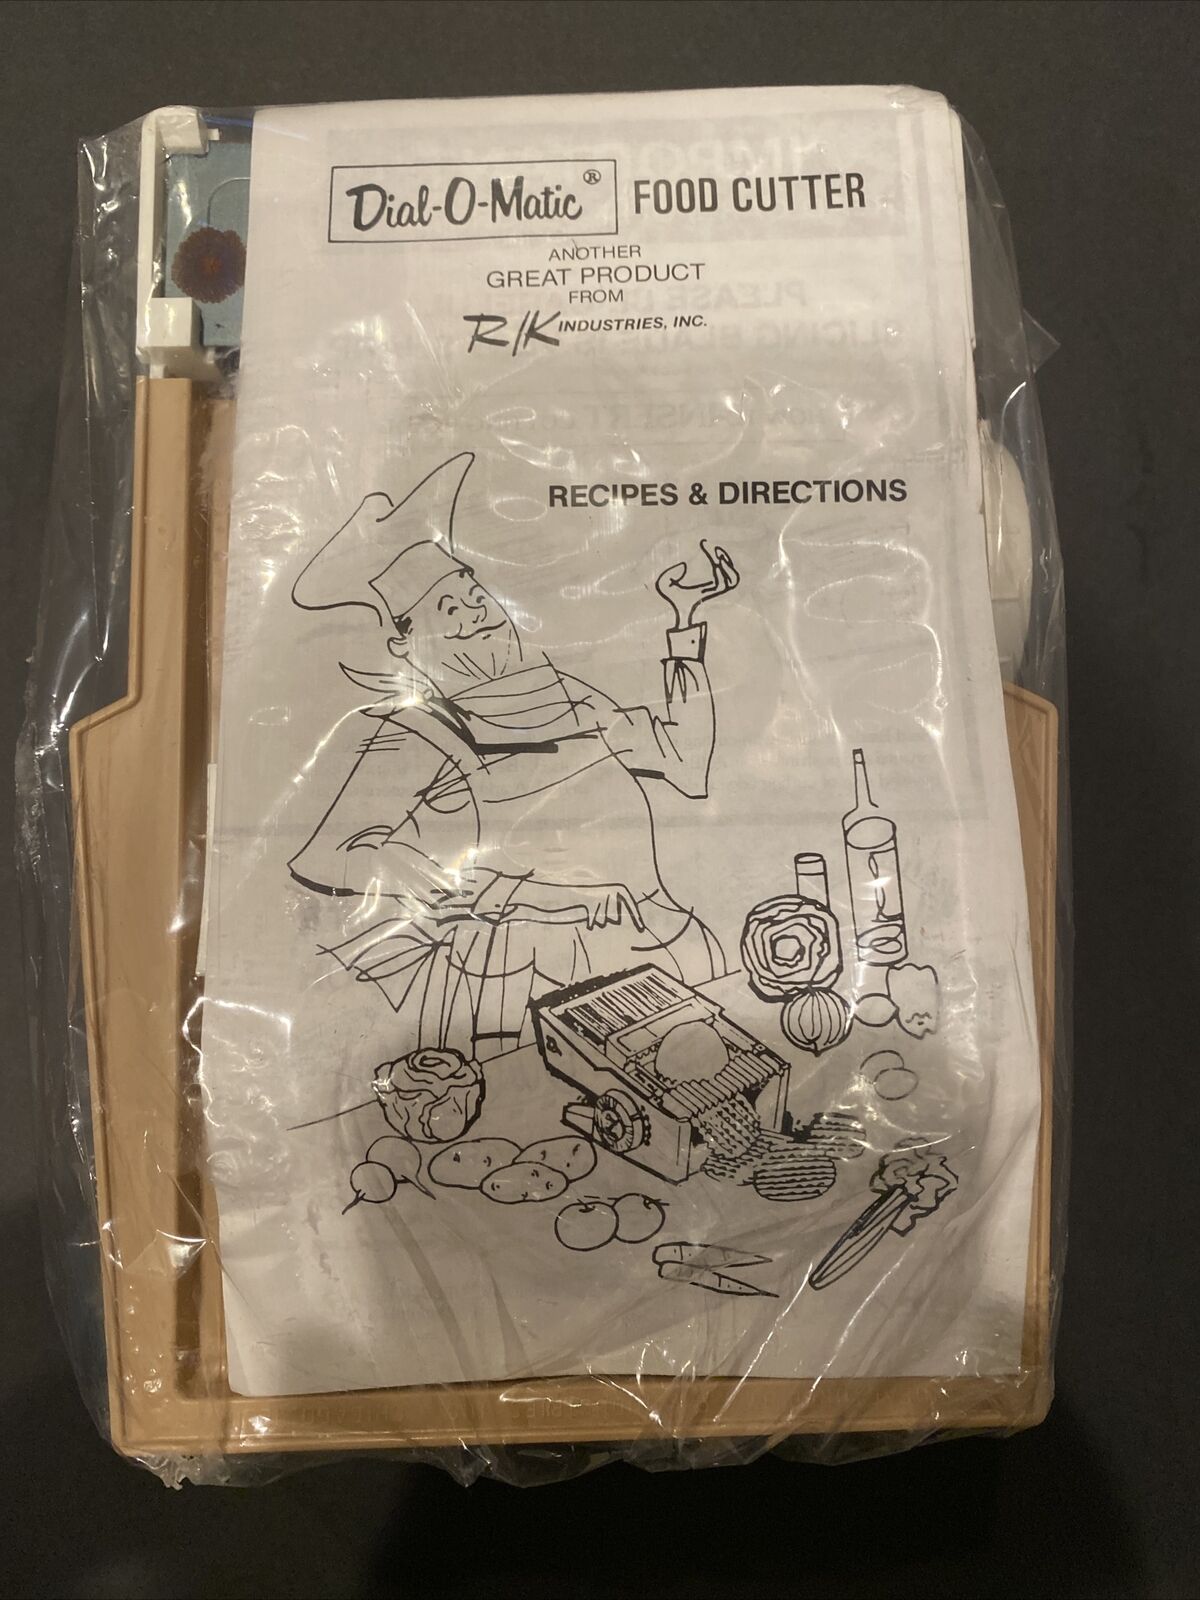 Dial-O-Matic® FOOD CUTTER
ANOTHER
GREAT PRODUCT
FROM
R/K INDUSTRIES, INC.
RECIPES & DIRECTIONS